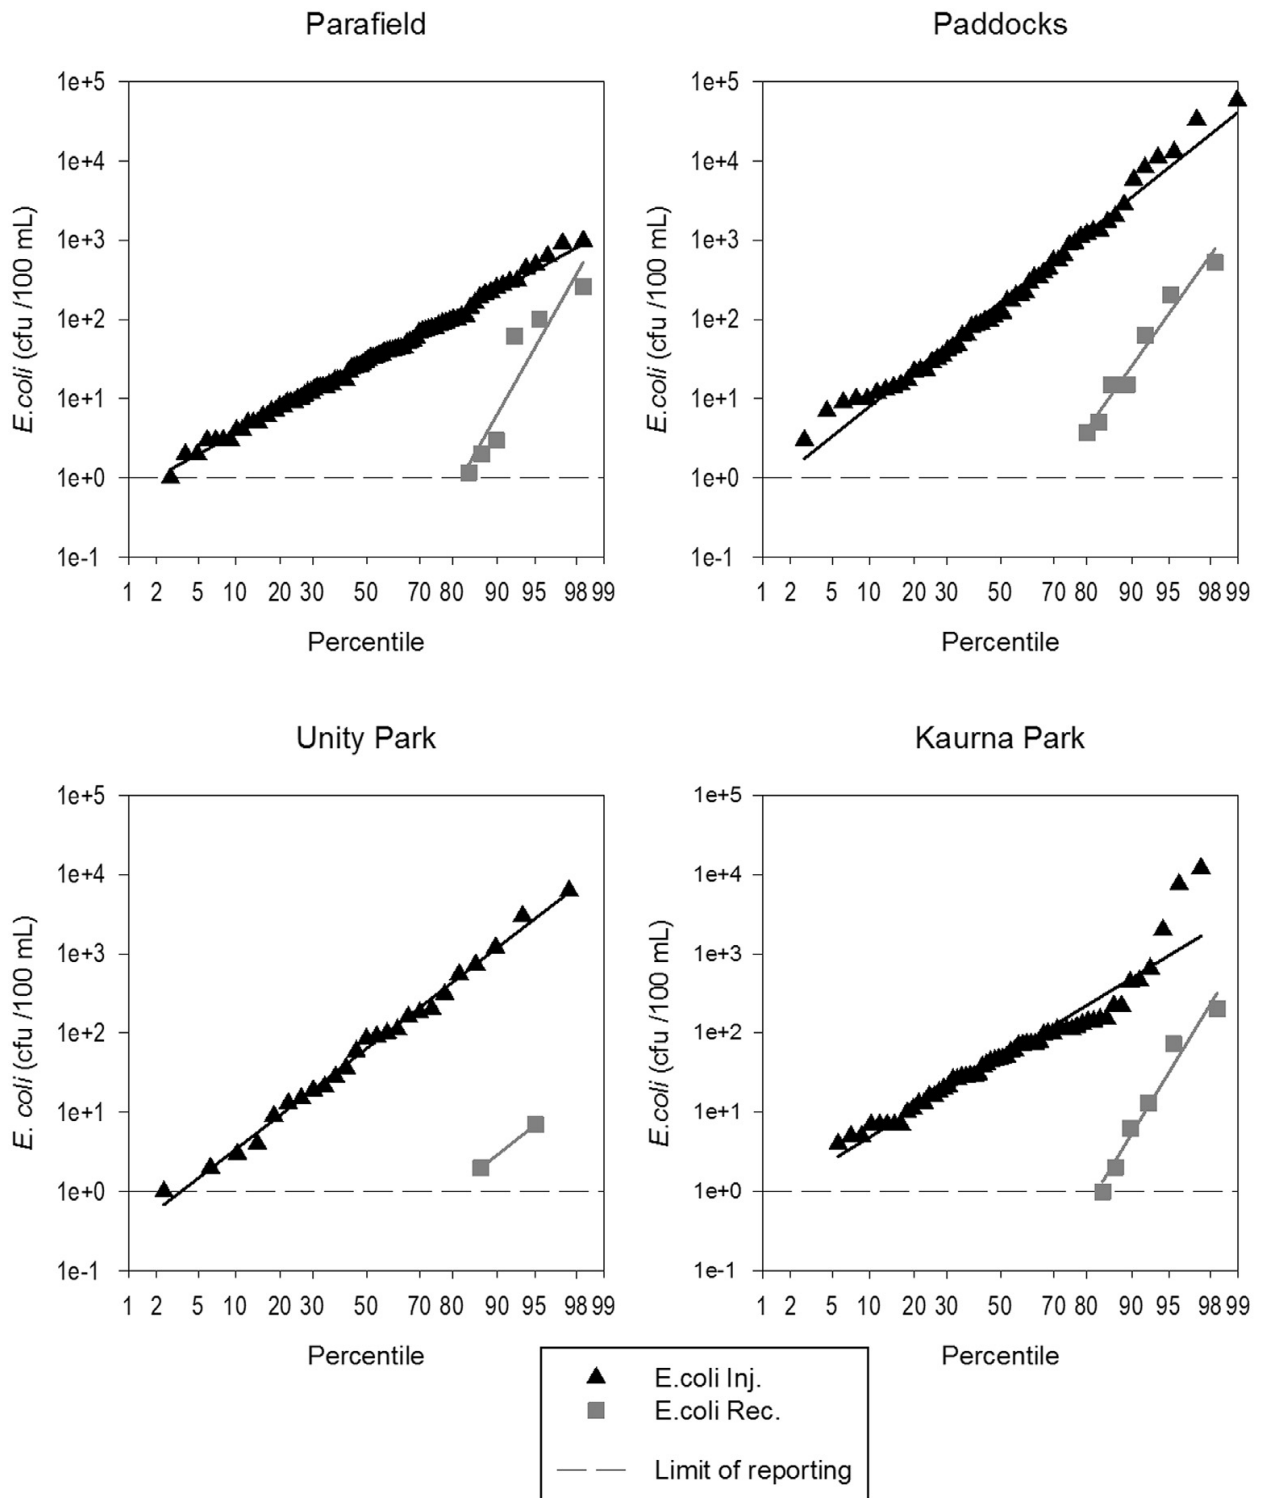 Parafield
Paddocks
1e+5
1e+4
1e+3
1e+2
1e+1
1e+0
1e-1
E.coli (cfu /100 mL)
1 2 5 10 20 30 50 70 80 90 95 98 99
Percentile
1e+5
1e+4
1e+3
1e+2
1e+1
1e+0
1e-1
E.coli (cfu /100 mL)
1 2 5 10 20 30 50 70 80 90 95 98 99
Percentile
Unity Park
Kaurna Park
1e+5
1e+4
1e+3
1e+2
1e+1
1e+0
1e-1
E. coli (cfu /100 mL)
1 2 5 10 20 30 50 70 80 90 95 98 99
Percentile
1e+5
1e+4
1e+3
1e+2
1e+1
1e+0
1e-1
E.coli (cfu /100 mL)
1 2 5 10 20 30 50 70 80 90 95 98 99
Percentile
E.coli Inj.
E.coli Rec.
Limit of reporting